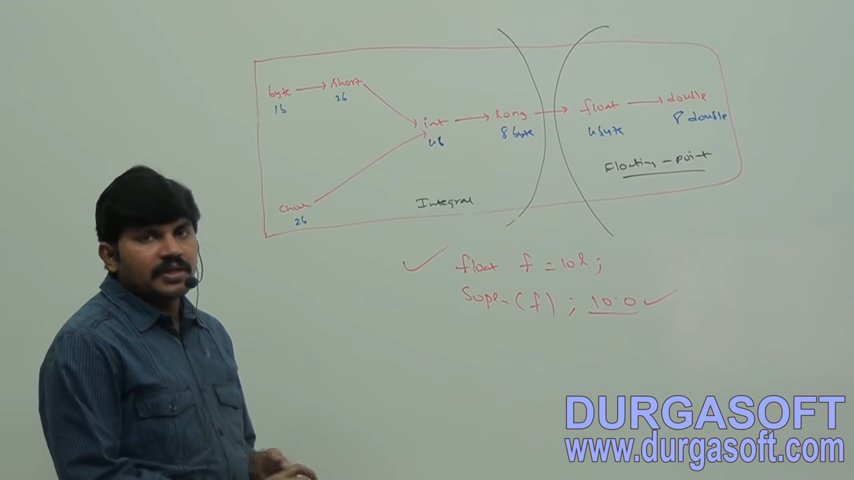 byte → short
1b 2b
int → long → float → double
4b 8 byte 4byte 8 double
Floating-point
char
2b
Integral
float f = 10l;
Sopln(f); 10.0
DURGASOFT
www.durgasoft.com